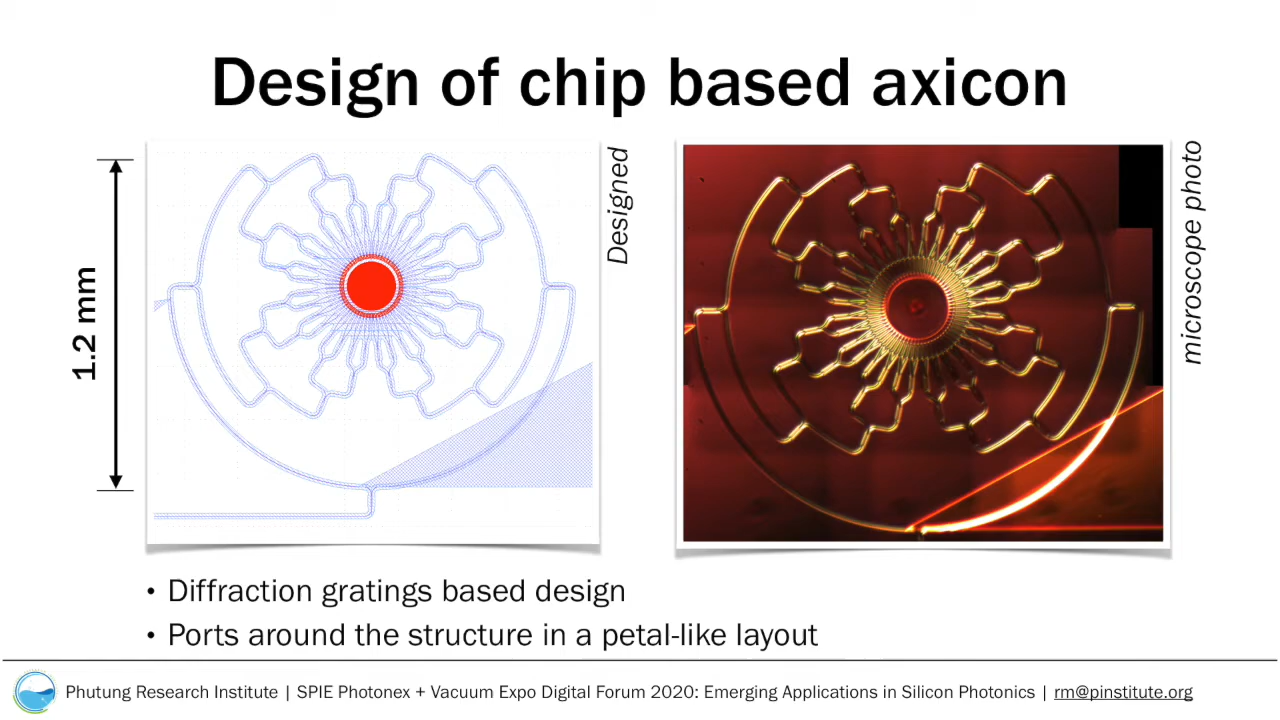 Design of chip based axicon
1.2 mm
Designed
microscope photo
• Diffraction gratings based design
• Ports around the structure in a petal-like layout
Phutung Research Institute | SPIE Photonex + Vacuum Expo Digital Forum 2020: Emerging Applications in Silicon Photonics | rm@pinstitute.org